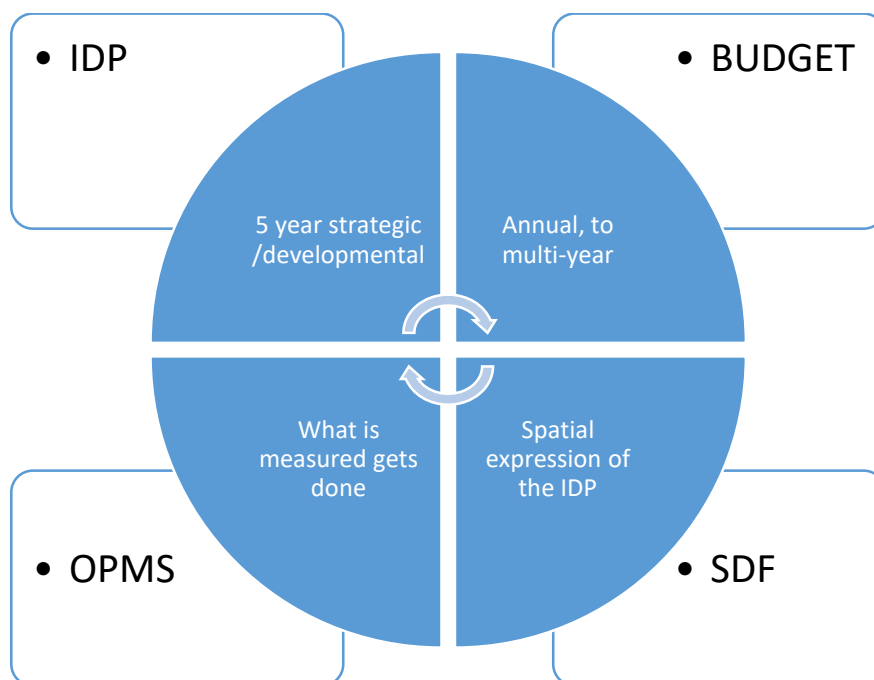 • IDP
• BUDGET
5 year strategic
/developmental
Annual, to
multi-year
What is
measured gets
done
Spatial
expression of
the IDP
• OPMS
• SDF